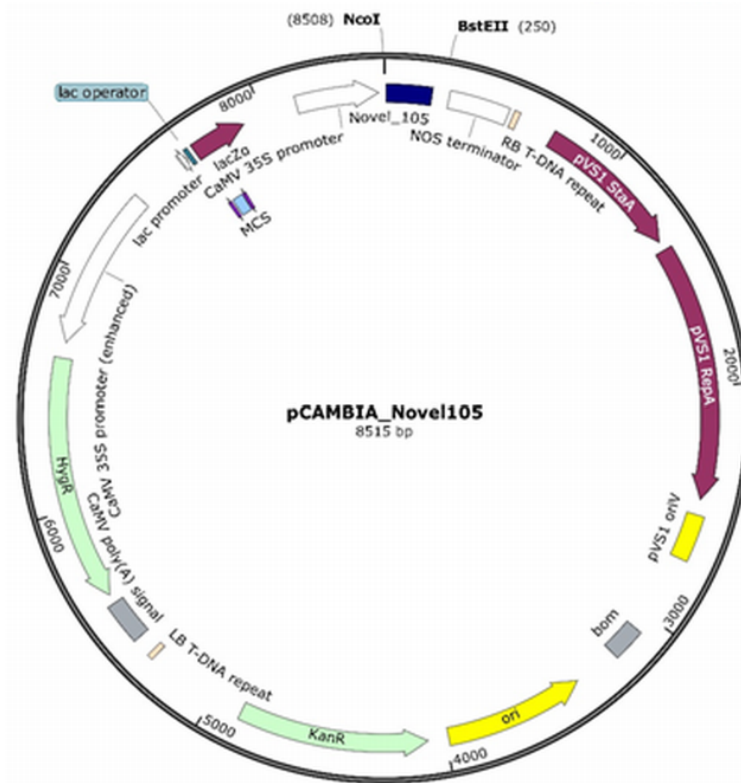 (8508) NcoI
BstEII (250)
lac operator
8000
lacZα
lac promoter
CaMV 35S promoter
MCS
Novel_105
NOS terminator
RB T-DNA repeat
1000
pVS1 StaA
2000
pVS1 RepA
pVS1 oriV
3000
bom
ori
4000
KanR
5000
LB T-DNA repeat
CaMV poly(A) signal
6000
HygR
CaMV 35S promoter (enhanced)
7000
pCAMBIA_Novel105
8515 bp